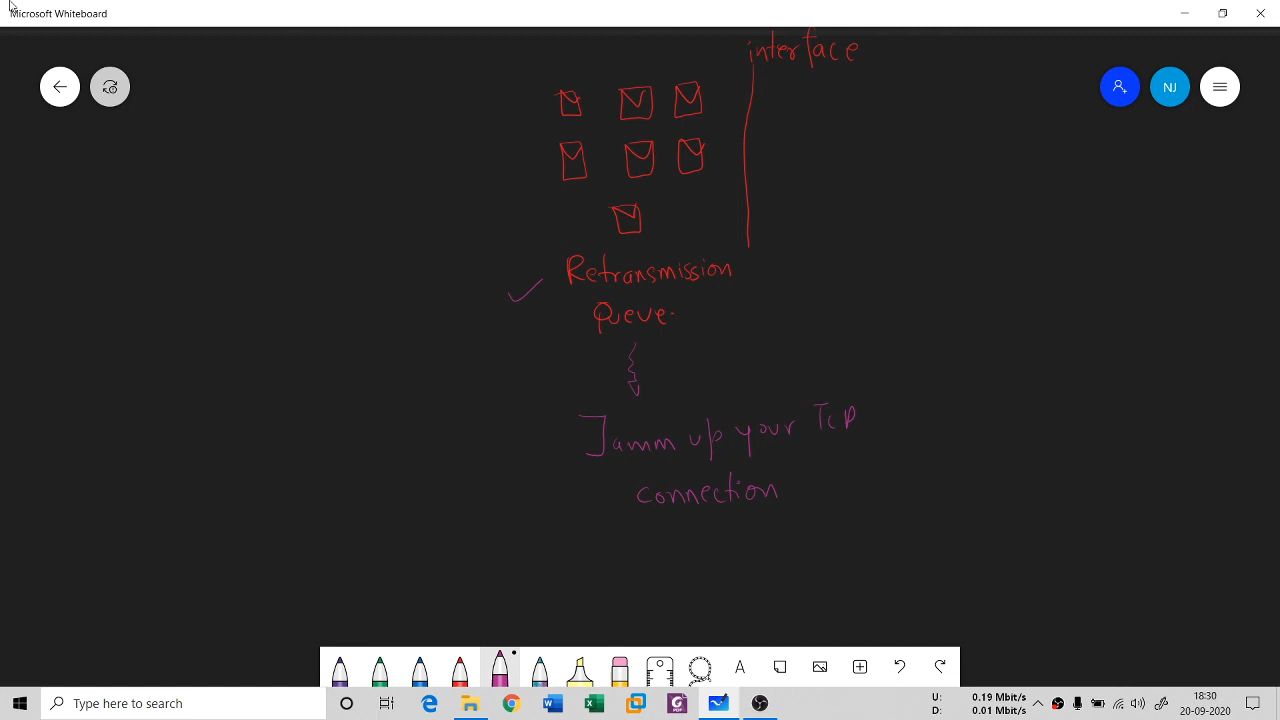 Microsoft Whiteboard
interface
NJ
Retransmission
Queue.
Jamm up your TCP
connection
A
Type here to search
U: 0.19 Mbit/s
D: 0.01 Mbit/s
18:30
20-09-2020